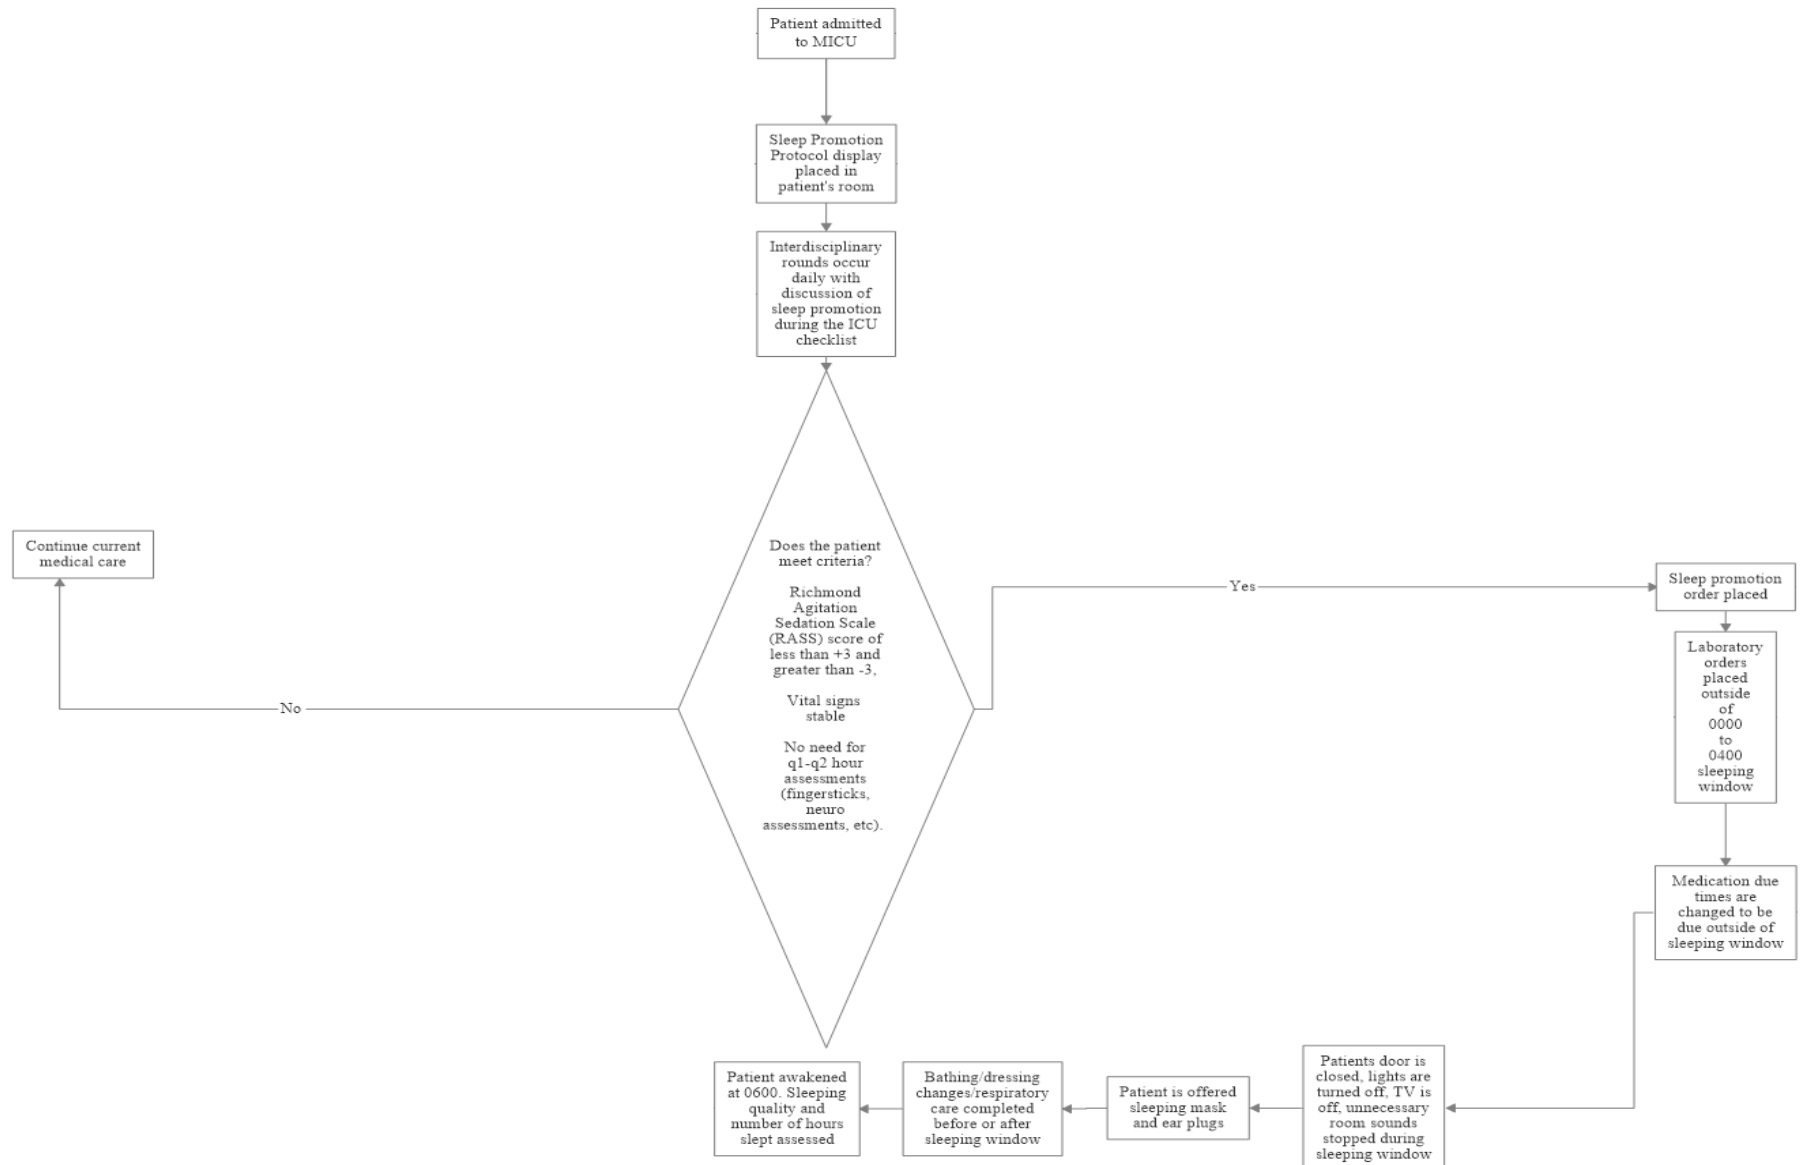 Patient admitted
to MICU
Sleep Promotion
Protocol display
placed in
patient's room
Interdisciplinary
rounds occur
daily with
discussion of
sleep promotion
during the ICU
checklist
Does the patient
meet criteria?
Richmond
Agitation
Sedation Scale
(RASS) score of
less than +3 and
greater than -3,
Vital signs
stable
No need for
q1-q2 hour
assessments
(fingersticks,
neuro
assessments, etc).
No
Continue current
medical care
Yes
Sleep promotion
order placed
Laboratory
orders
placed
outside
of
0000
to
0400
sleeping
window
Medication due
times are
changed to be
due outside of
sleeping window
Patients door is
closed, lights are
turned off, TV is
off, unnecessary
room sounds
stopped during
sleeping window
Patient is offered
sleeping mask
and ear plugs
Bathing/dressing
changes/respiratory
care completed
before or after
sleeping window
Patient awakened
at 0600. Sleeping
quality and
number of hours
slept assessed